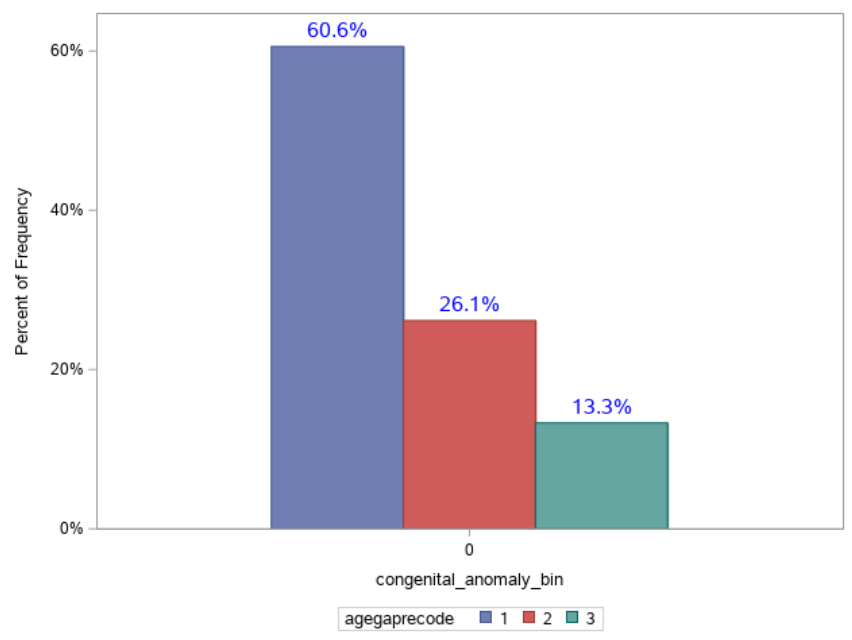 60.6%
60%
40%
26.1%
20%
13.3%
0%
Percent of Frequency
0
congenital_anomaly_bin
agegaprecode 1 2 3